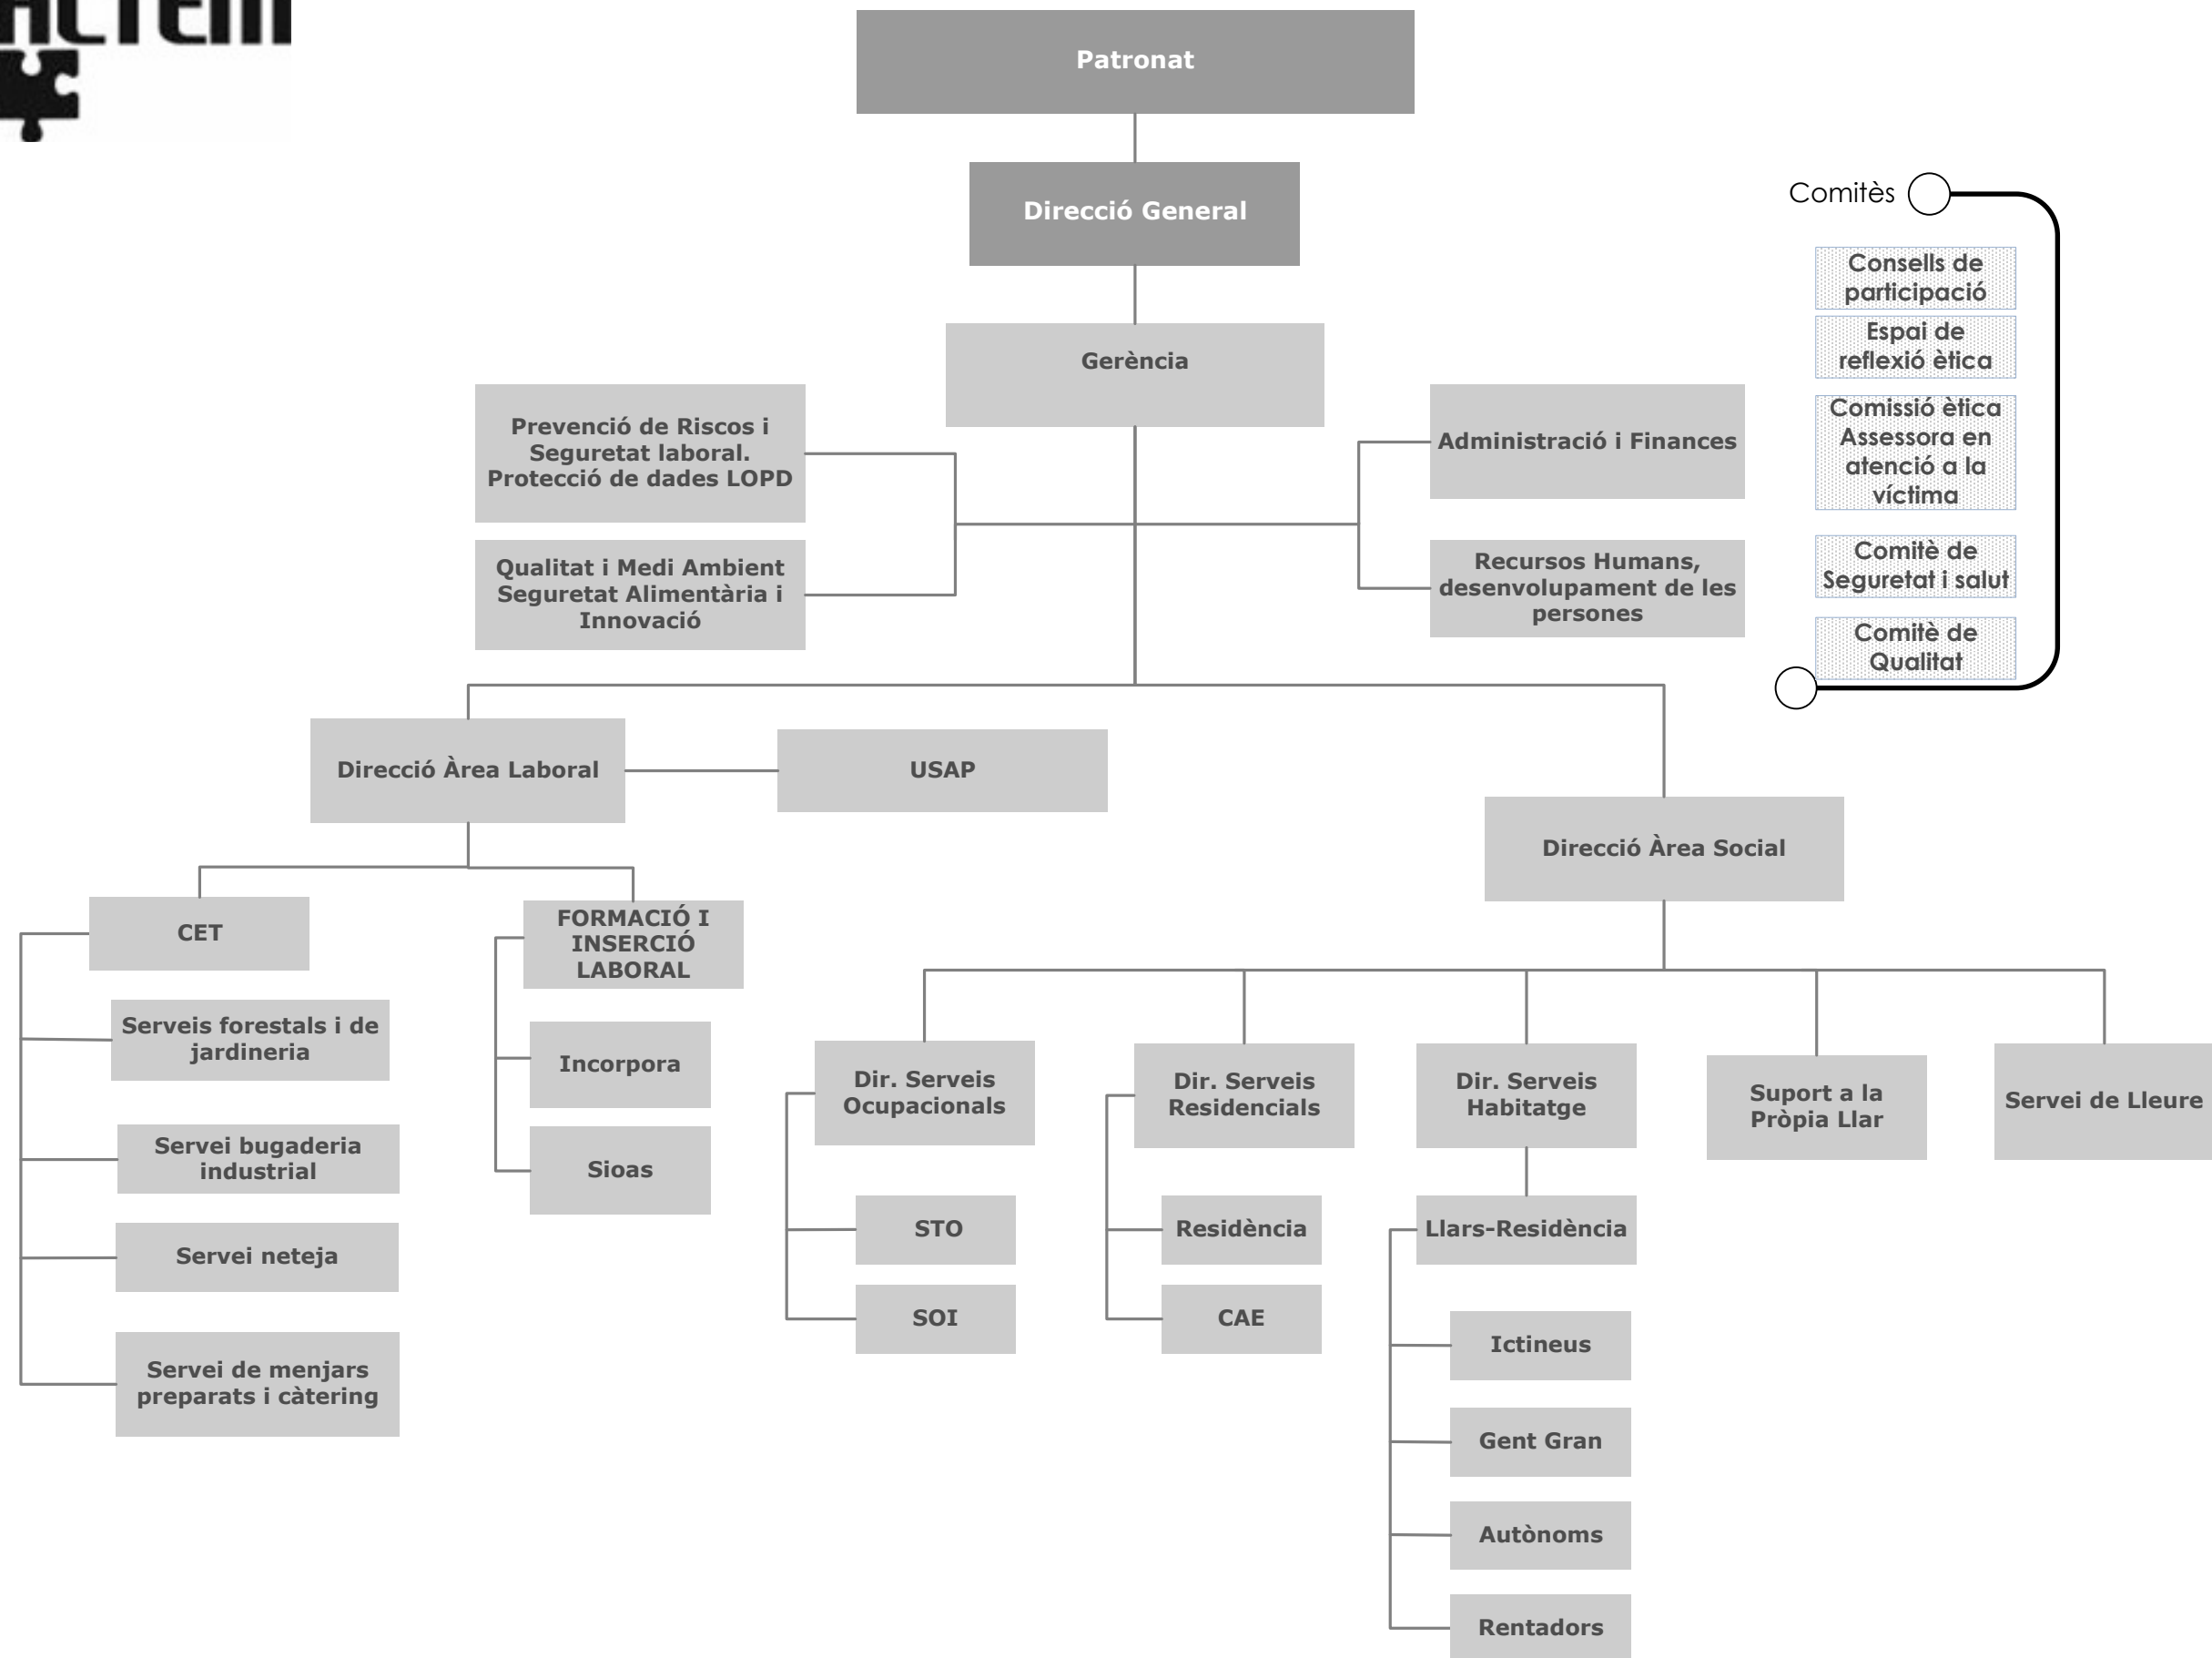 Patronat
Direcció General
Comitès
Consells de
participació
Espai de
reflexió ètica
Comissió ètica
Assessora en
atenció a la
víctima
Comitè de
Seguretat i salut
Comitè de
Qualitat
Gerència
Prevenció de Riscos i
Seguretat laboral.
Protecció de dades LOPD
Administració i Finances
Qualitat i Medi Ambient
Seguretat Alimentària i
Innovació
Recursos Humans,
desenvolupament de les
persones
Direcció Àrea Laboral
USAP
Direcció Àrea Social
CET
Serveis forestals i de
jardineria
Servei bugaderia
industrial
Servei neteja
Servei de menjars
preparats i càtering
FORMACIÓ I
INSERCIÓ
LABORAL
Incorpora
Sioas
Dir. Serveis
Ocupacionals
STO
SOI
Dir. Serveis
Residencials
Residència
CAE
Dir. Serveis
Habitatge
Llars-Residència
Ictineus
Gent Gran
Autònoms
Rentadors
Suport a la
Pròpia Llar
Servei de Lleure